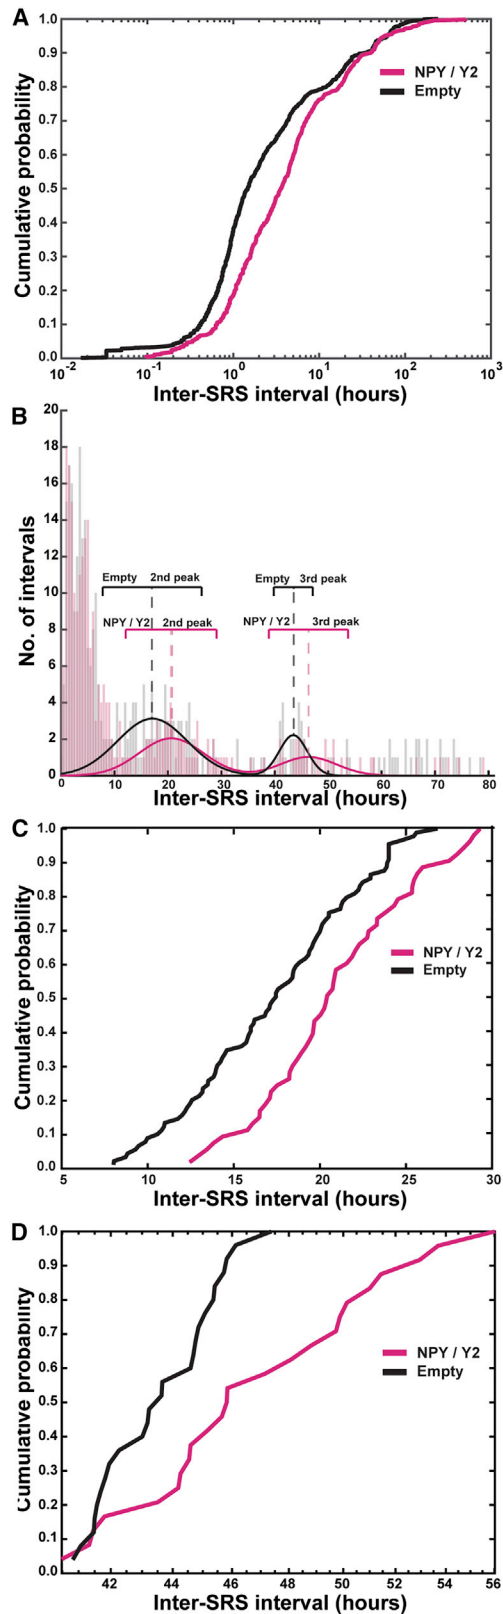 A
Cumulative probability
1.0
0.9
0.8
0.7
0.6
0.5
0.4
0.3
0.2
0.1
0.0
NPY / Y2
Empty
10-2 10-1 100 101 102 103
Inter-SRS interval (hours)
B
No. of intervals
20
18
16
14
12
10
8
6
4
2
0
Empty 2nd peak Empty 3rd peak
NPY / Y2 2nd peak NPY / Y2 3rd peak
0 10 20 30 40 50 60 70 80
Inter-SRS interval (hours)
C
Cumulative probability
1.0
0.9
0.8
0.7
0.6
0.5
0.4
0.3
0.2
0.1
0.0
NPY / Y2
Empty
5 10 15 20 25 30
Inter-SRS interval (hours)
D
Cumulative probability
1.0
0.9
0.8
0.7
0.6
0.5
0.4
0.3
0.2
0.1
0.0
NPY / Y2
Empty
42 44 46 48 50 52 54 56
Inter-SRS interval (hours)